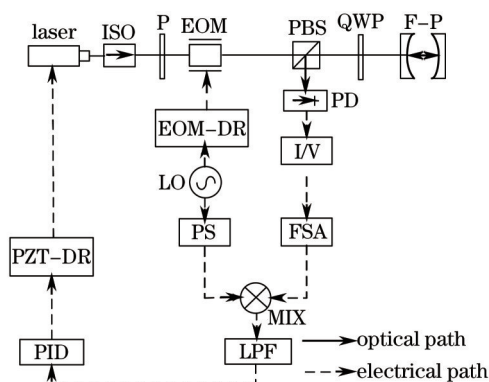 laser
ISO
P
EOM
PBS
QWP
F-P
PD
EOM-DR
I/V
LO
PS
FSA
PZT-DR
MIX
PID
LPF
optical path
electrical path